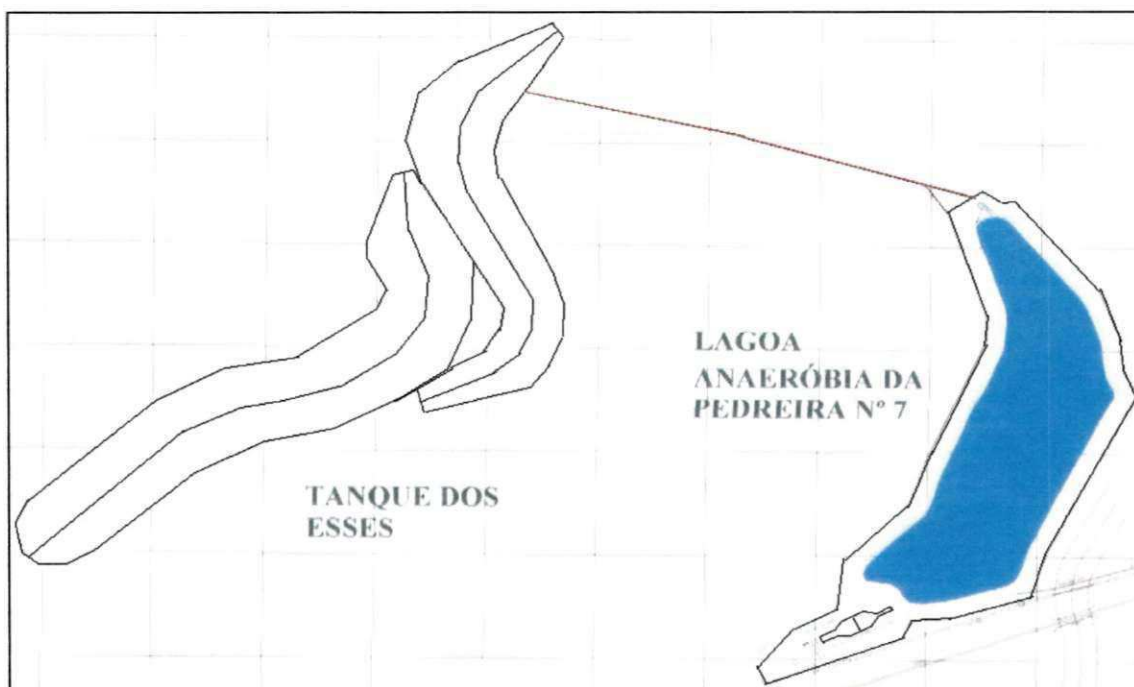 LAGOA
ANAERÓBIA DA
PEDREIRA Nº 7
TANQUE DOS
ESSES